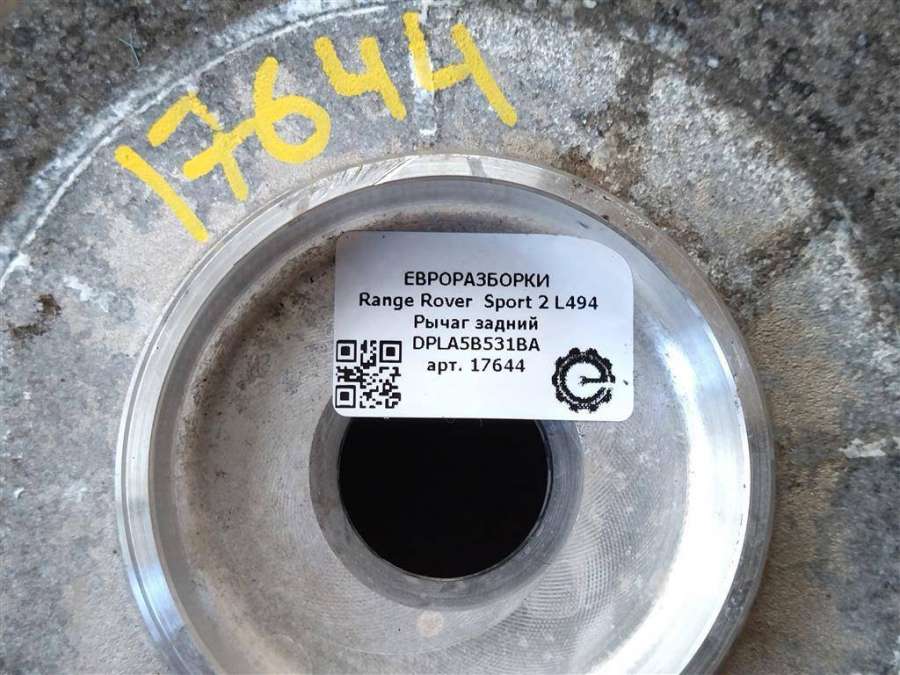 17644
ЕВРОРАЗБОРКИ
Range Rover Sport 2 L494
Рычаг задний
DPLA5B531BA
арт. 17644